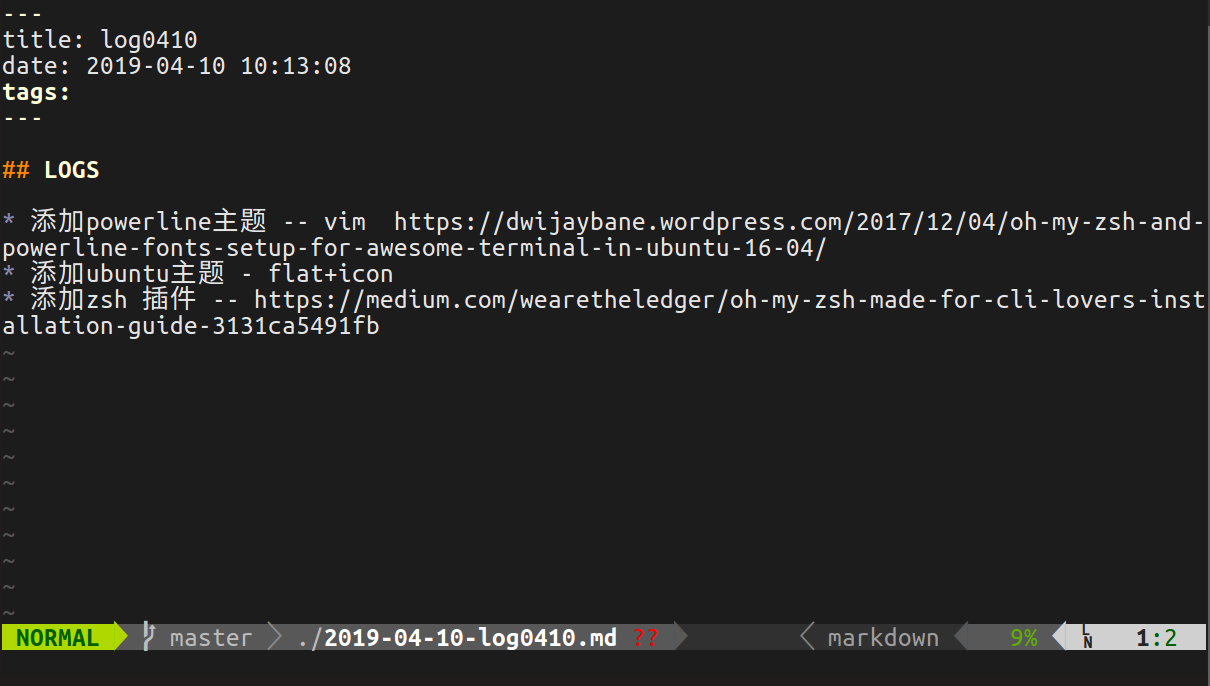 ---
title: log0410
date: 2019-04-10 10:13:08
tags:
---
## LOGS
* 添加powerline主题 -- vim  https://dwijaybane.wordpress.com/2017/12/04/oh-my-zsh-and-
powerline-fonts-setup-for-awesome-terminal-in-ubuntu-16-04/
* 添加ubuntu主题 - flat+icon
* 添加zsh 插件 -- https://medium.com/wearetheledger/oh-my-zsh-made-for-cli-lovers-inst
allation-guide-3131ca5491fb
~
~
~
~
~
~
~
~
~
~
~
NORMAL master ./2019-04-10-log0410.md ?? markdown 9% LN 1:2